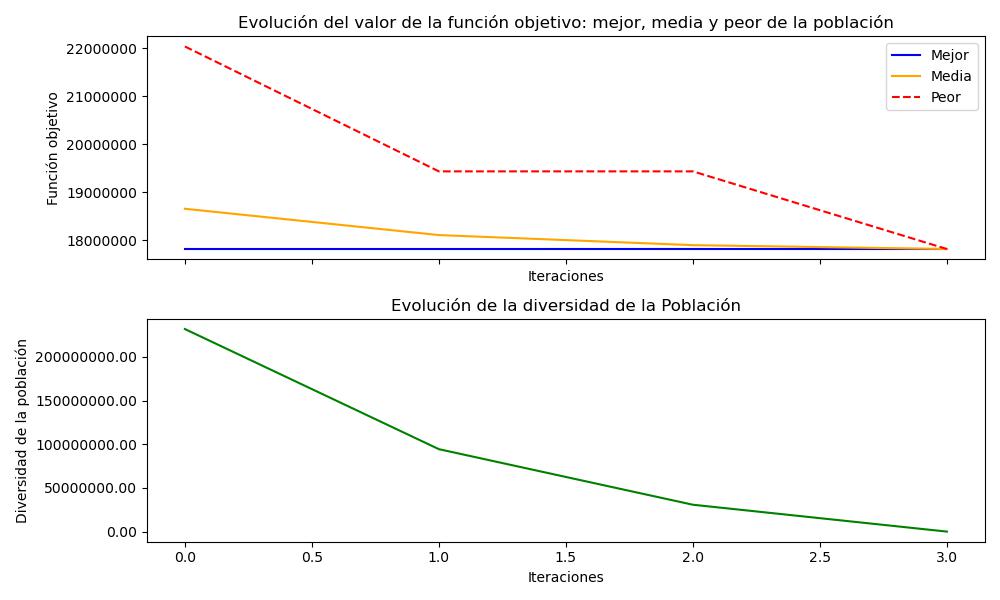 Evolución del valor de la función objetivo: mejor, media y peor de la población
Función objetivo
22000000
21000000
20000000
19000000
18000000
Mejor
Media
Peor
Iteraciones
Evolución de la diversidad de la Población
Diversidad de la población
200000000.00
150000000.00
100000000.00
50000000.00
0.00
0.0 0.5 1.0 1.5 2.0 2.5 3.0
Iteraciones